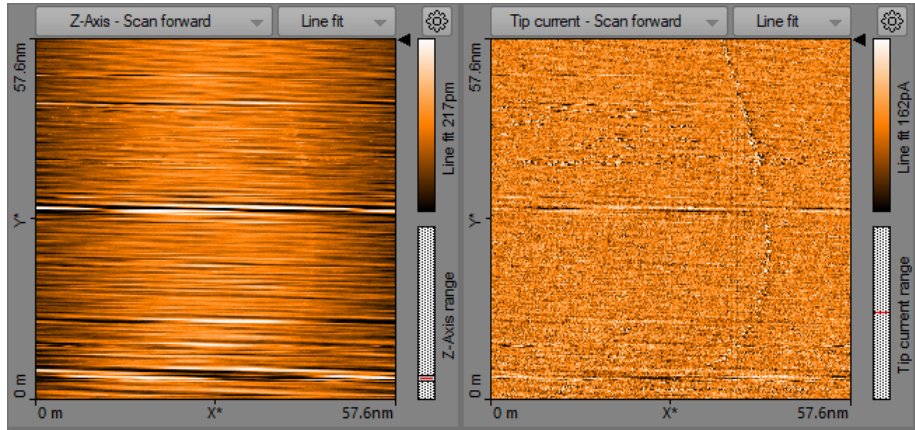 Z-Axis - Scan forward
Line fit
57.6nm
Y*
0 m
0 m
X*
57.6nm
Line fit 217pm
Z-Axis range
Tip current - Scan forward
Line fit
57.6nm
Y*
0 m
0 m
X*
57.6nm
Line fit 162pA
Tip current range